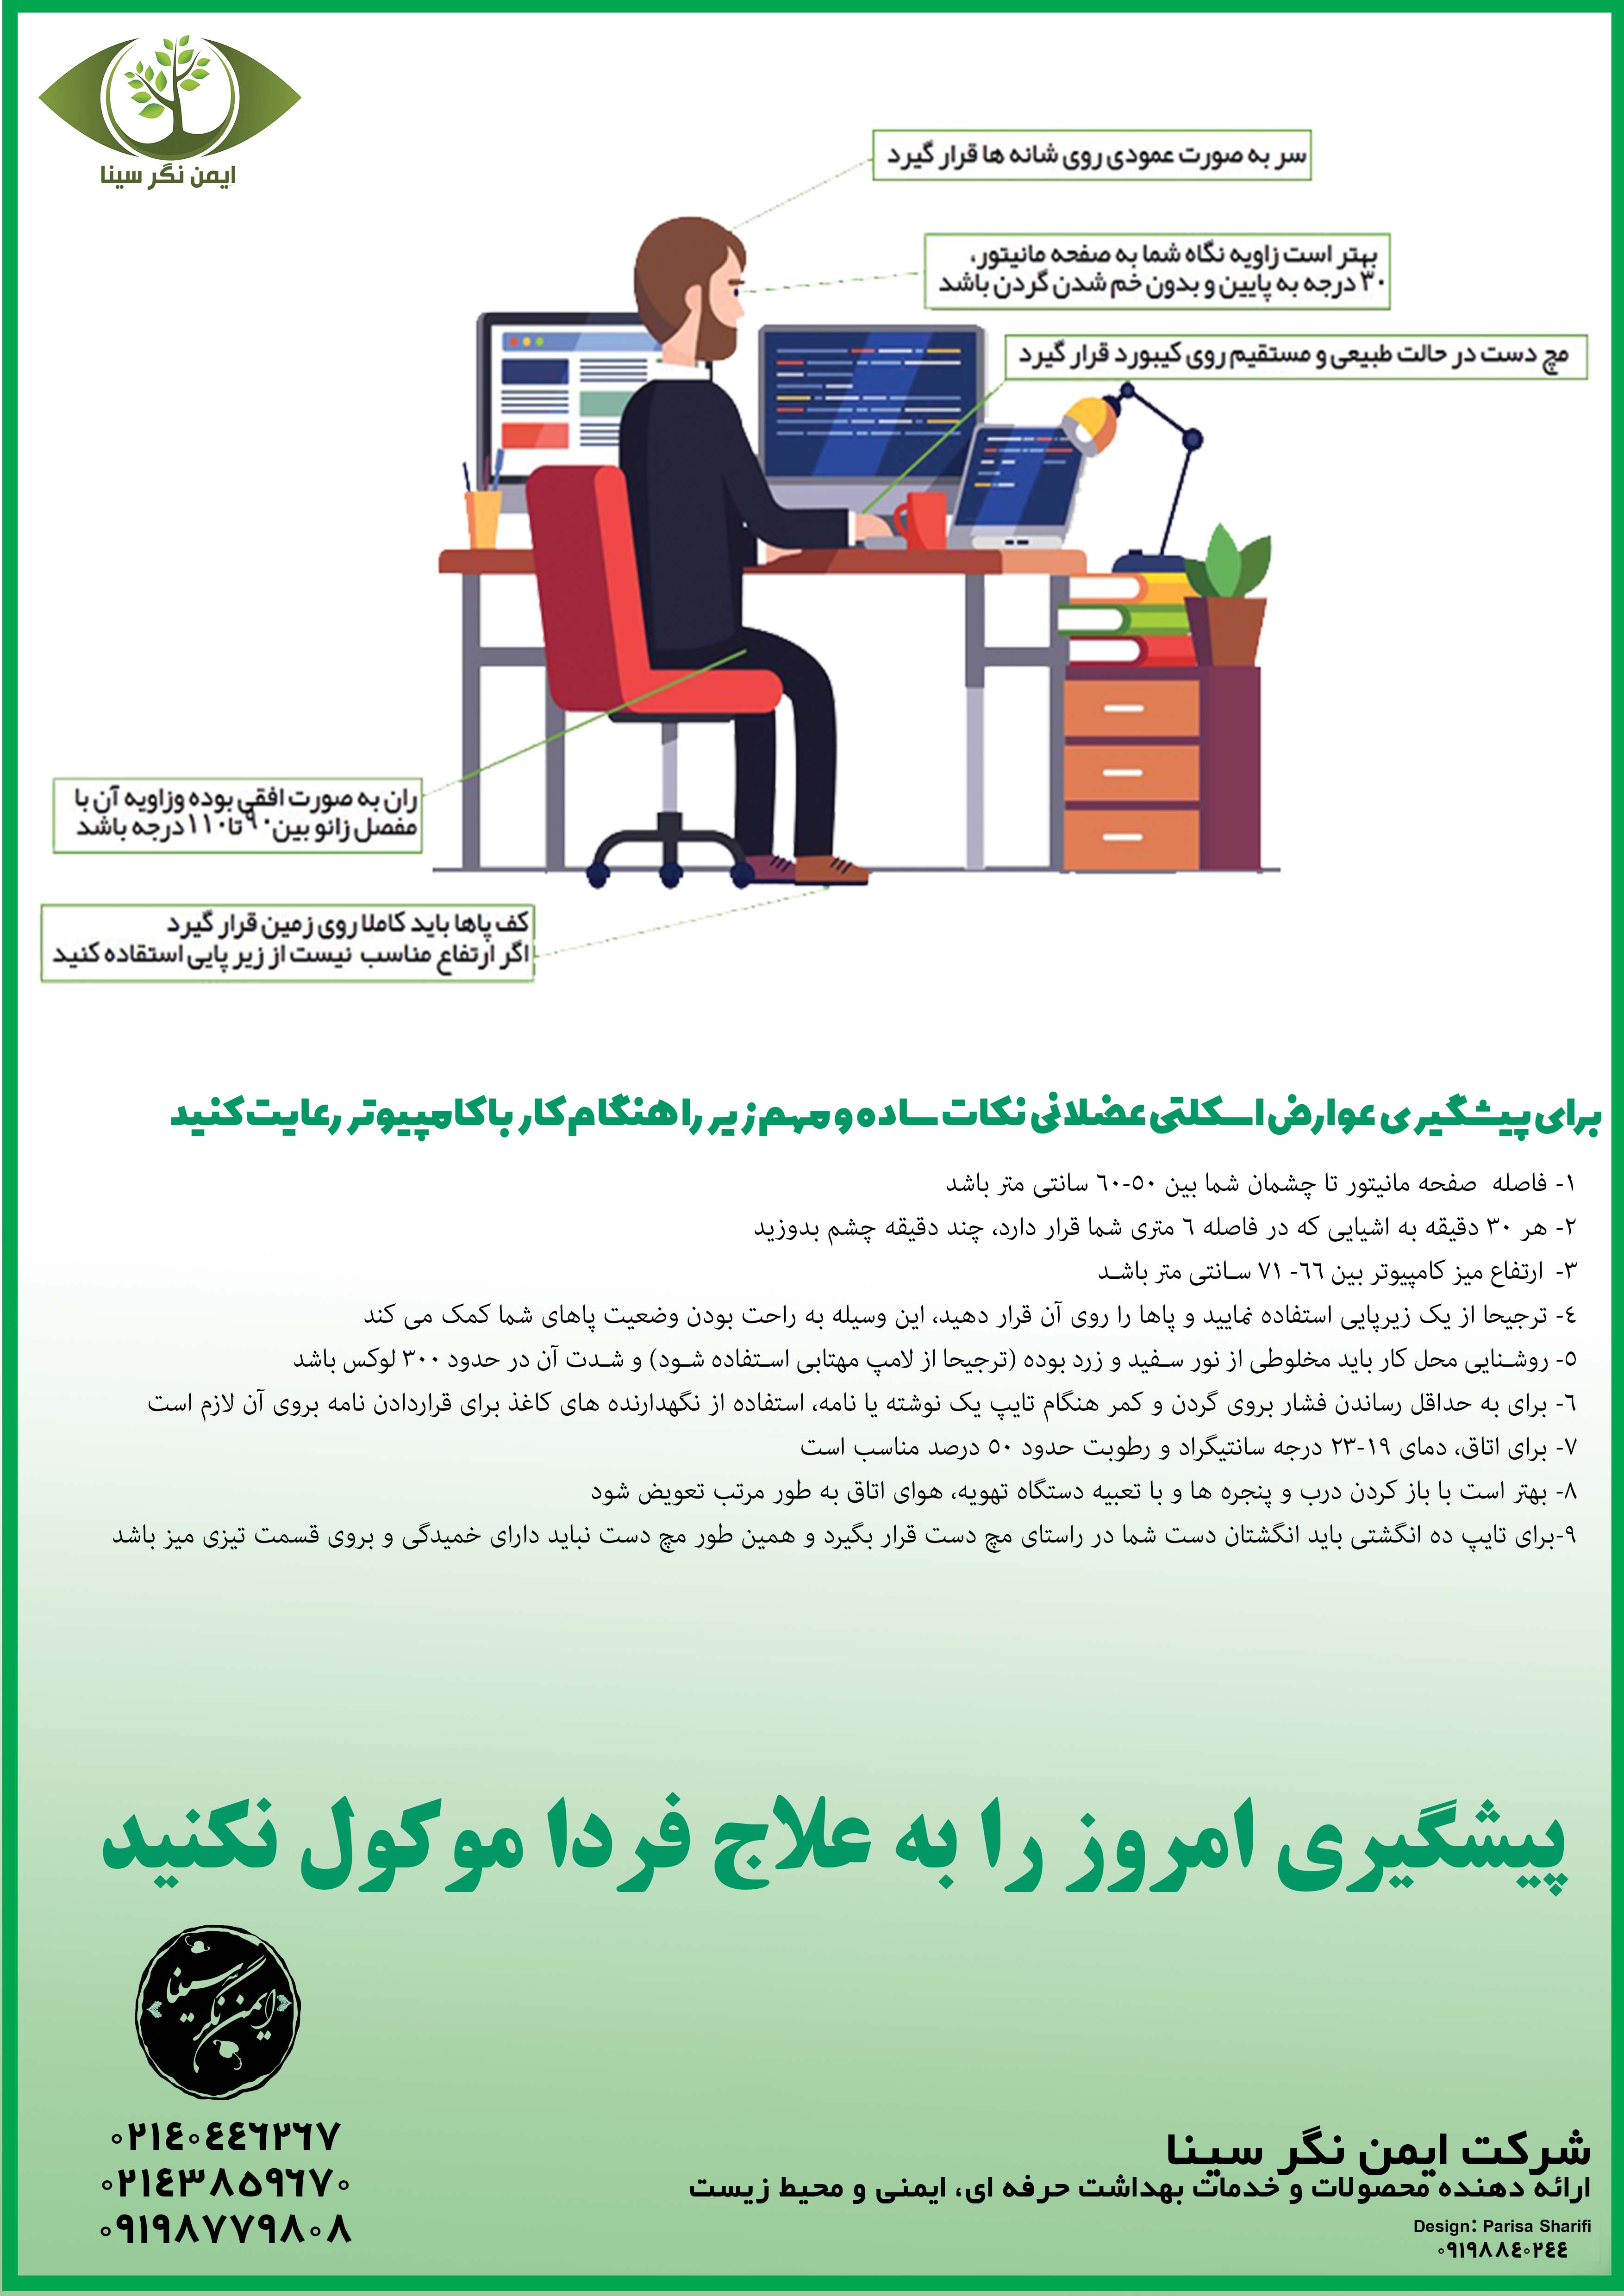 ایمن نگر سینا
سر به صورت عمودی روی شانه ها قرار گیرد
بهتر است زاویه نگاه شما به صفحه مانیتور،
۳۰ درجه به پایین و بدون خم شدن گردن باشد
مچ دست در حالت طبیعی و مستقیم روی کیبورد قرار گیرد
ران به صورت افقی بوده وزاویه آن با
مفصل زانو بین۹۰تا۱۱۰درجه باشد
کف پاها باید کاملا روی زمین قرار گیرد
اگر ارتفاع مناسب نیست از زیر پایی استقاده کنید
برای پیشگیری عوارض اسکلتی عضلانی نکات ساده و مهم زیر را هنگام کار با کامپیوتر رعایت کنید
۱- فاصله صفحه مانیتور تا چشمان شما بین ۵۰-۶۰ سانتی متر باشد
۲- هر ۳۰ دقیقه به اشیایی که در فاصله ۶ متری شما قرار دارد، چند دقیقه چشم بدوزید
۳- ارتفاع میز کامپیوتر بین ۶۶- ۷۱ سانتی متر باشد
٤- ترجیحا از یک زیرپایی استفاده نمایید و پاها را روی آن قرار دهید، این وسیله به راحت بودن وضعیت پاهای شما کمک می کند
۵- روشنایی محل کار باید مخلوطی از نور سفید و زرد بوده (ترجیحا از لامپ مهتابی استفاده شود) و شدت آن در حدود ۳۰۰ لوکس باشد
٦- برای به حداقل رساندن فشار بروی گردن و کمر هنگام تایپ یک نوشته یا نامه، استفاده از نگهدارنده های کاغذ برای قراردادن نامه بروی آن لازم است
۷- برای اتاق، دمای ۱۹-۲۳ درجه سانتیگراد و رطوبت حدود ۵۰ درصد مناسب است
۸- بهتر است با باز کردن درب و پنجره ها و با تعبیه دستگاه تهویه، هوای اتاق به طور مرتب تعویض شود
۹-برای تایپ ده انگشتی باید انگشتان دست شما در راستای مچ دست قرار بگیرد و همین طور مچ دست نباید دارای خمیدگی و بروی قسمت تیزی میز باشد
پیشگیری امروز را به علاج فردا موکول نکنید
ایمن نگر سینا
۰۲۱٤۰٤٤٦۲٦۷
۰۲۱٤۳۸۵۹٦۷۰
۰۹۱۹۸۷۷۹۸۰۸
شرکت ایمن نگر سینا
ارائه دهنده محصولات و خدمات بهداشت حرفه ای، ایمنی و محیط زیست
Design: Parisa Sharifi
۰۹۱۹۸۸٤۰۲٤٤